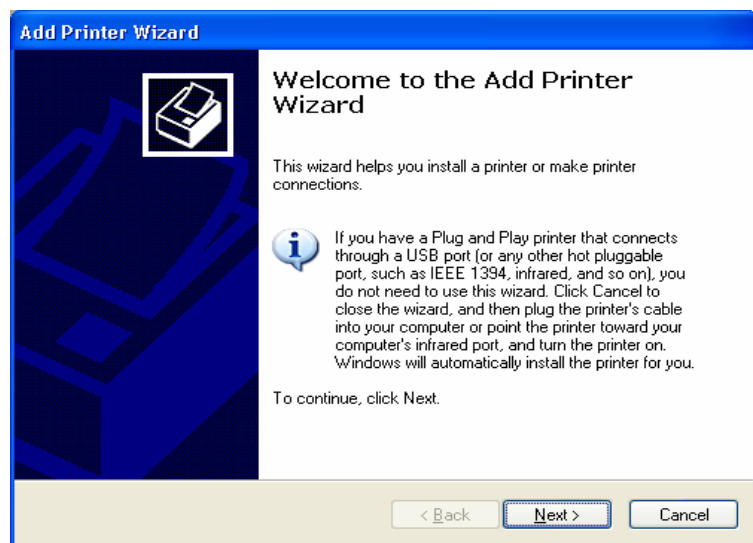 Add Printer Wizard
Welcome to the Add Printer
Wizard
This wizard helps you install a printer or make printer
connections.
If you have a Plug and Play printer that connects
through a USB port (or any other hot pluggable
port, such as IEEE 1394, infrared, and so on), you
do not need to use this wizard. Click Cancel to
close the wizard, and then plug the printer's cable
into your computer or point the printer toward your
computer's infrared port, and turn the printer on.
Windows will automatically install the printer for you.
To continue, click Next.
< Back Next > Cancel